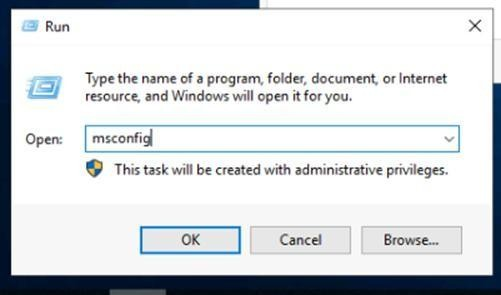 Run
Type the name of a program, folder, document, or Internet
resource, and Windows will open it for you.
Open: msconfig
This task will be created with administrative privileges.
OK Cancel Browse...